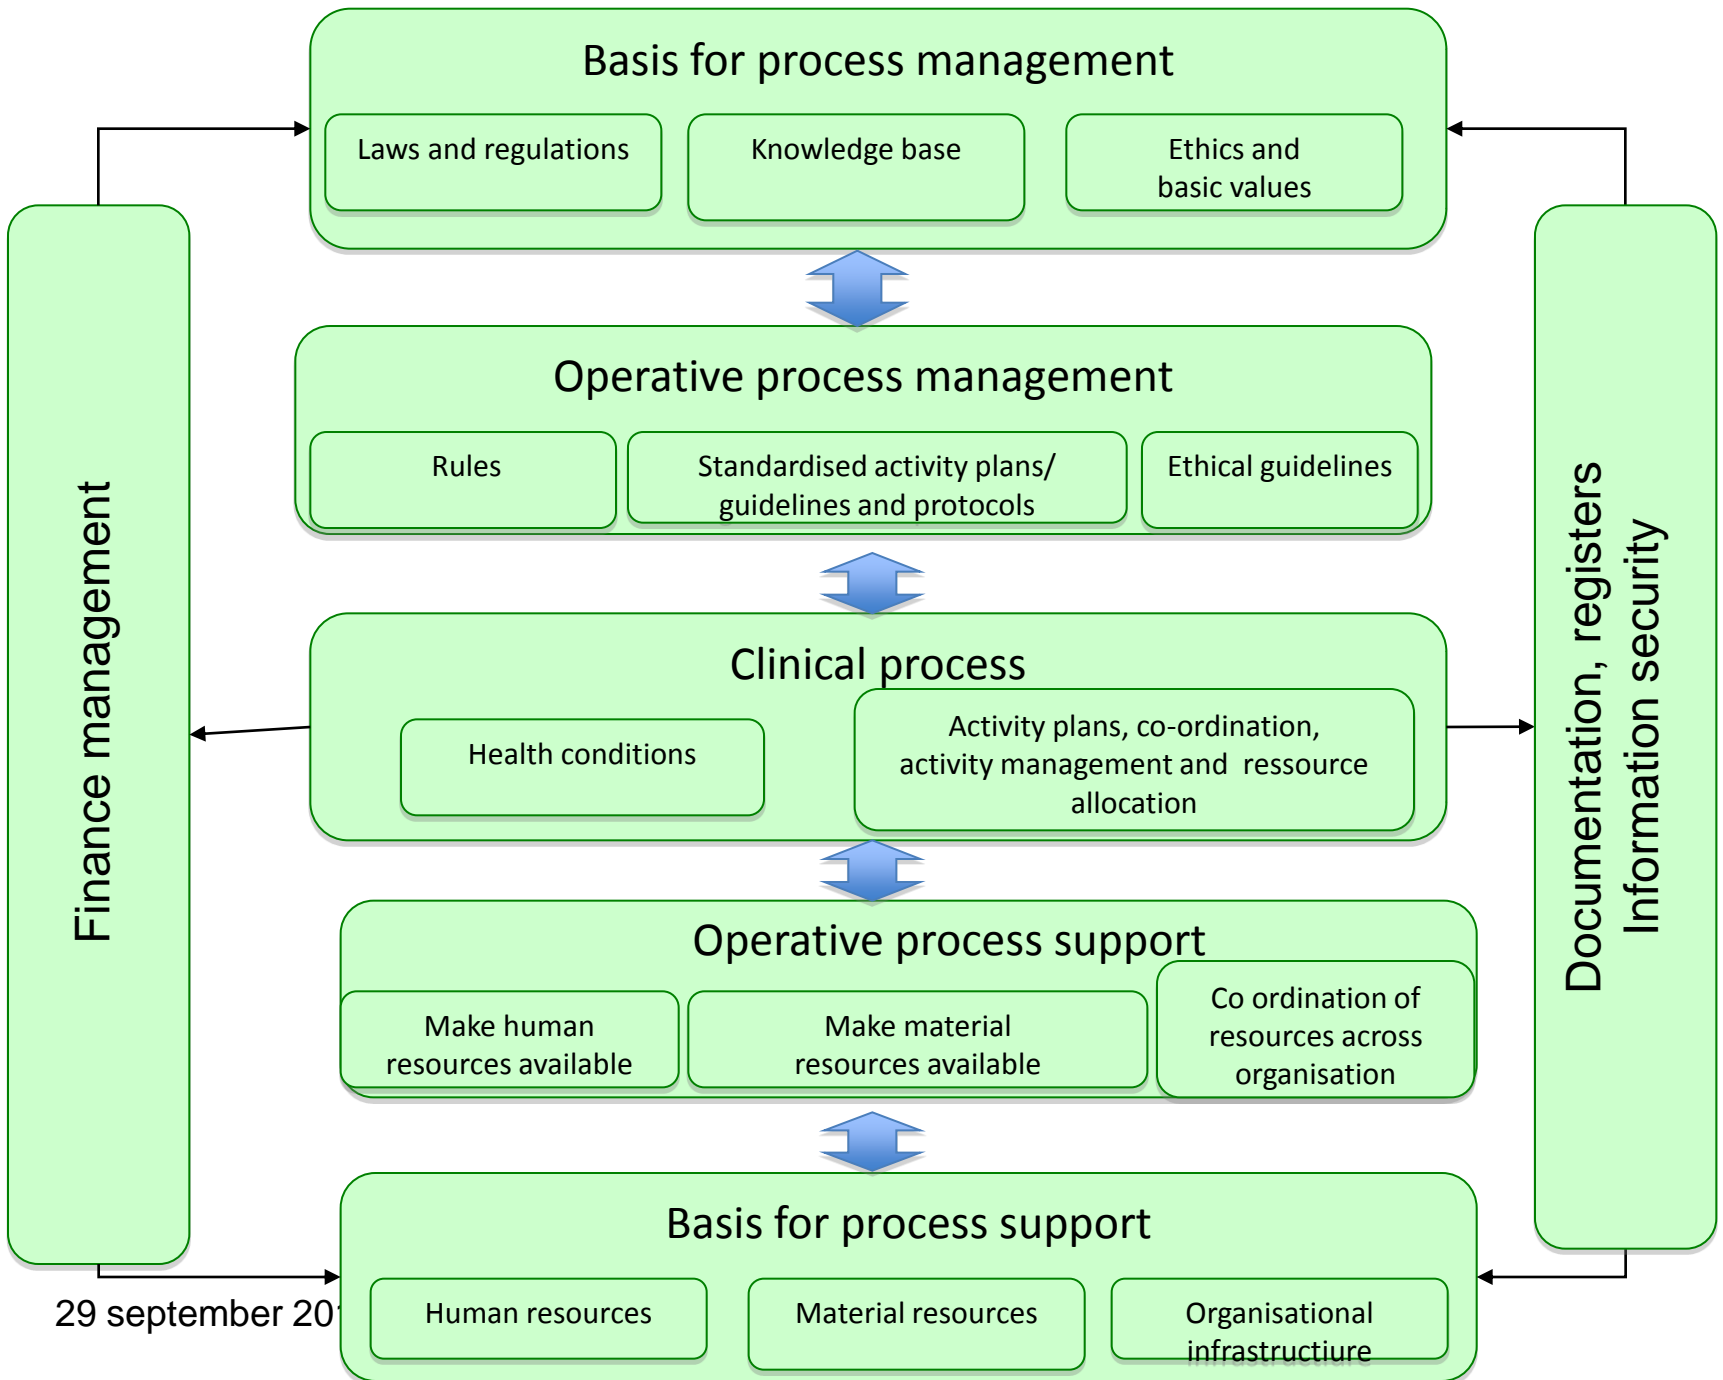 Basis for process management
Laws and regulations
Knowledge base
Ethics and
basic values
Operative process management
Rules
Standardised activity plans/
guidelines and protocols
Ethical guidelines
Finance management
Documentation, registers
Information security
Clinical process
Health conditions
Activity plans, co-ordination,
activity management and ressource
allocation
Operative process support
Make human
resources available
Make material
resources available
Co ordination of
resources across
organisation
Basis for process support
Human resources
Material resources
Organisational
infrastructiure
29 september